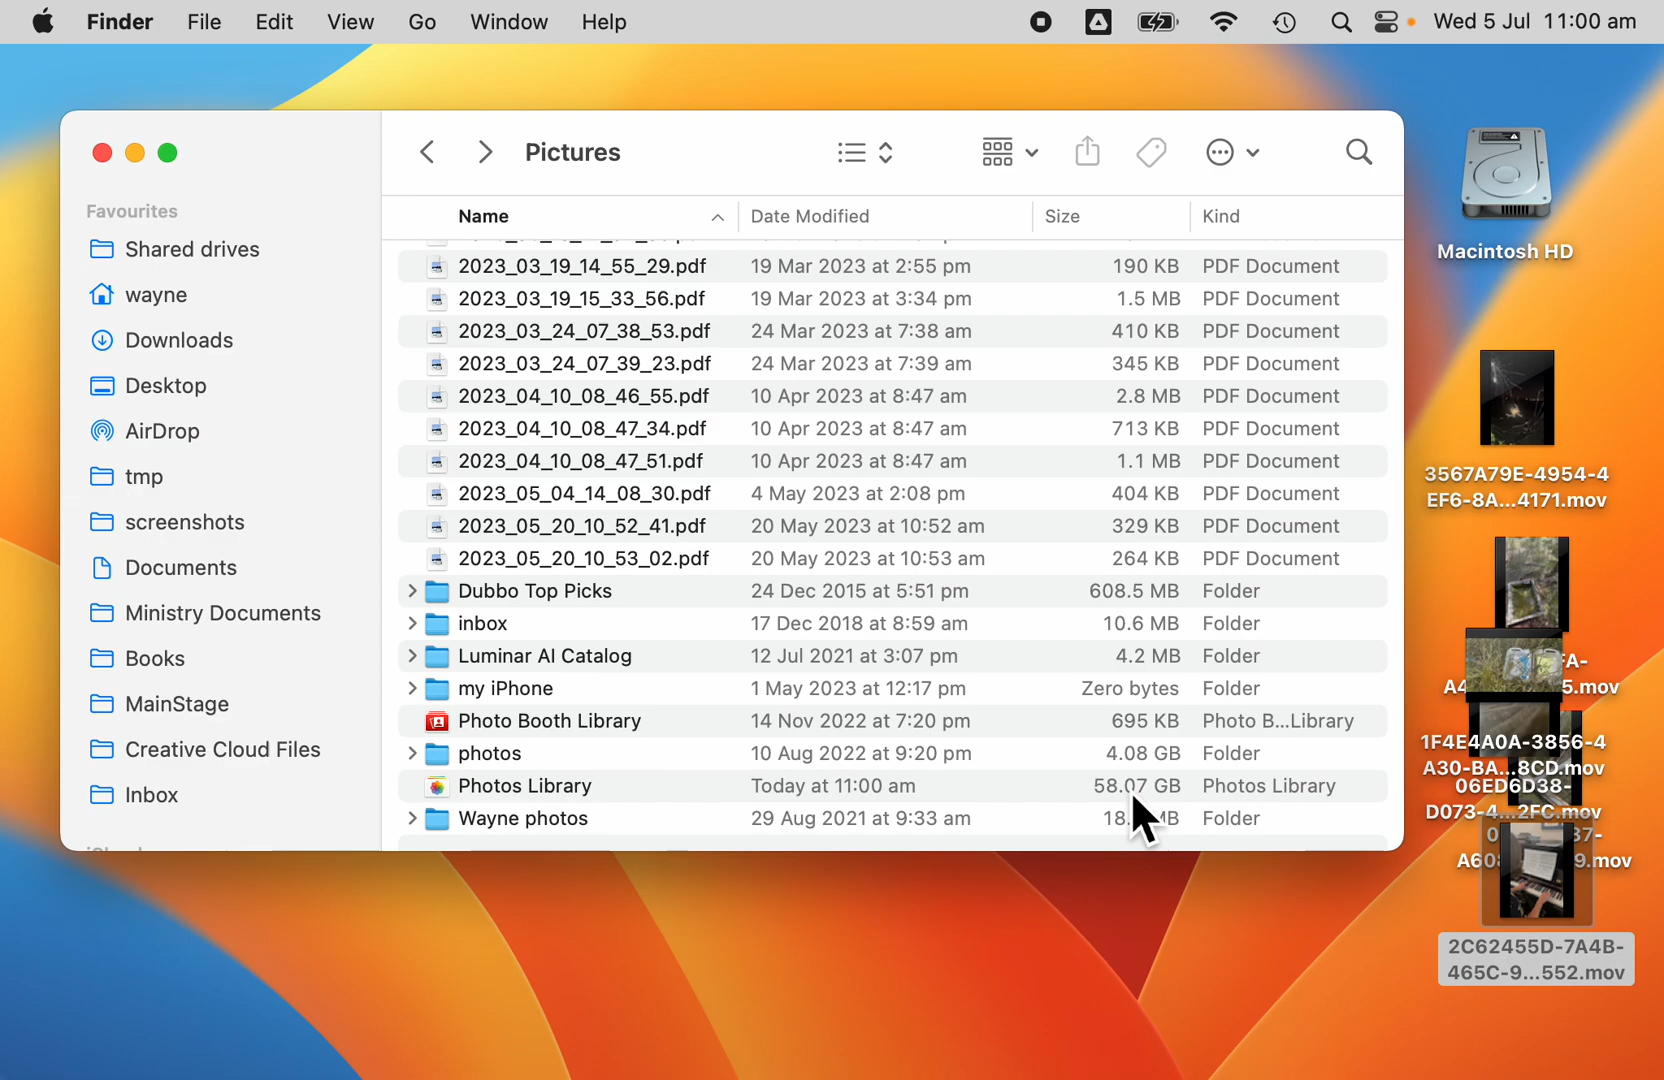 Finder File Edit View Go Window Help Wed 5 Jul 11:00 am
Pictures
Favourites
Shared drives
wayne
Downloads
Desktop
AirDrop
tmp
screenshots
Documents
Ministry Documents
Books
MainStage
Creative Cloud Files
Inbox
Name Date Modified Size Kind
2023_03_19_14_55_29.pdf 19 Mar 2023 at 2:55 pm 190 KB PDF Document
2023_03_19_15_33_56.pdf 19 Mar 2023 at 3:34 pm 1.5 MB PDF Document
2023_03_24_07_38_53.pdf 24 Mar 2023 at 7:38 am 410 KB PDF Document
2023_03_24_07_39_23.pdf 24 Mar 2023 at 7:39 am 345 KB PDF Document
2023_04_10_08_46_55.pdf 10 Apr 2023 at 8:47 am 2.8 MB PDF Document
2023_04_10_08_47_34.pdf 10 Apr 2023 at 8:47 am 713 KB PDF Document
2023_04_10_08_47_51.pdf 10 Apr 2023 at 8:47 am 1.1 MB PDF Document
2023_05_04_14_08_30.pdf 4 May 2023 at 2:08 pm 404 KB PDF Document
2023_05_20_10_52_41.pdf 20 May 2023 at 10:52 am 329 KB PDF Document
2023_05_20_10_53_02.pdf 20 May 2023 at 10:53 am 264 KB PDF Document
Dubbo Top Picks 24 Dec 2015 at 5:51 pm 608.5 MB Folder
inbox 17 Dec 2018 at 8:59 am 10.6 MB Folder
Luminar AI Catalog 12 Jul 2021 at 3:07 pm 4.2 MB Folder
my iPhone 1 May 2023 at 12:17 pm Zero bytes Folder
Photo Booth Library 14 Nov 2022 at 7:20 pm 695 KB Photo B...Library
photos 10 Aug 2022 at 9:20 pm 4.08 GB Folder
Photos Library Today at 11:00 am 58.07 GB Photos Library
Wayne photos 29 Aug 2021 at 9:33 am Folder
Macintosh HD
3567A79E-4954-4
EF6-8A...4171.mov
5.mov
1F4E4A0A-3856-4
A30-BA...8CD.mov
06ED6D38-
D073-4...2FC.mov
9.mov
2C62455D-7A4B-
465C-9...552.mov